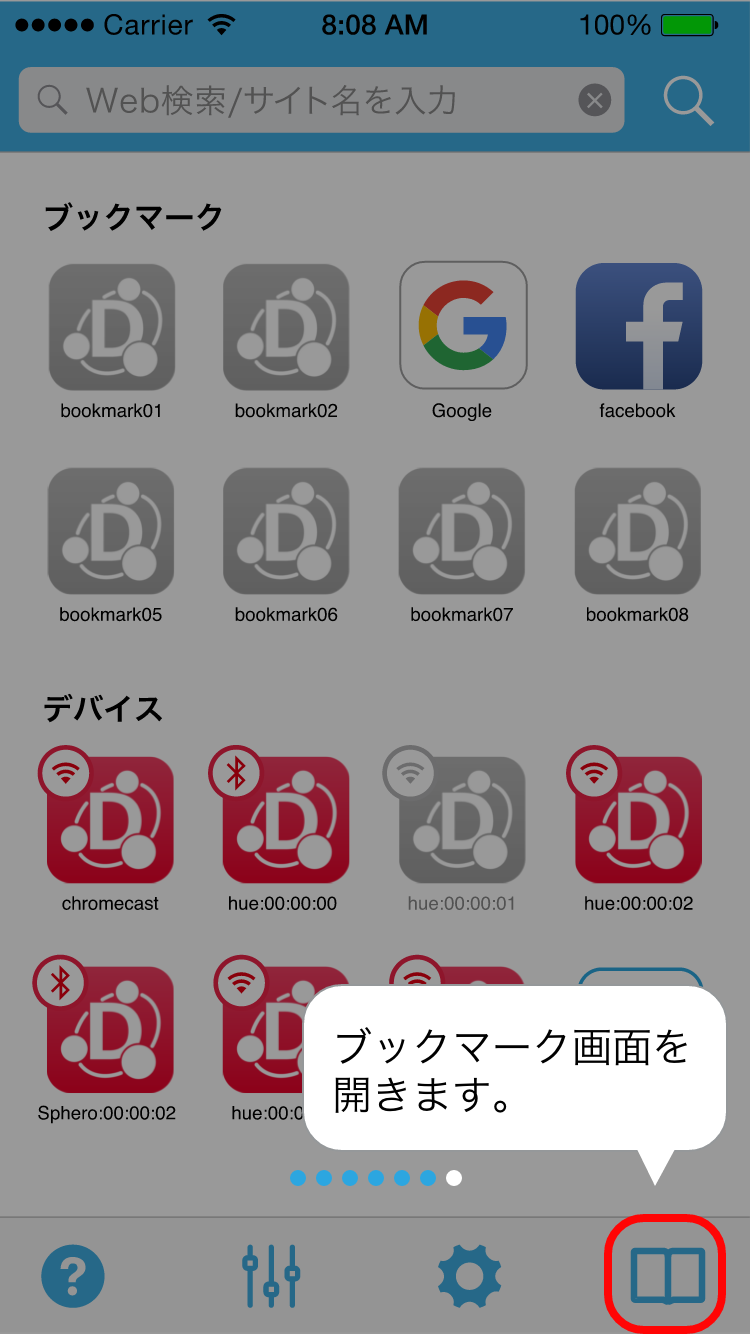 Carrier 8:08 AM 100%
Web検索/サイト名を入力
ブックマーク
bookmark01 bookmark02 Google facebook
bookmark05 bookmark06 bookmark07 bookmark08
デバイス
chromecast hue:00:00:00 hue:00:00:01 hue:00:00:02
Sphero:00:00:02 hue:00
ブックマーク画面を
開きます。
?